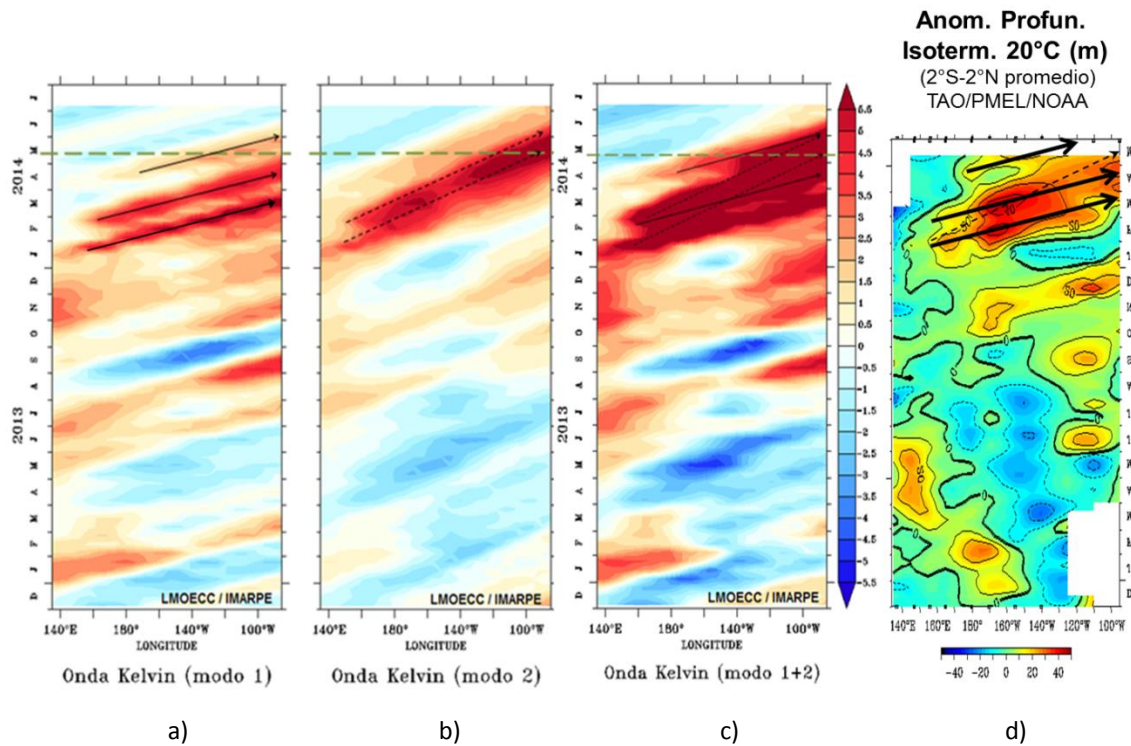 Anom. Profun.
Isoterm. 20°C (m)
(2°S-2°N promedio)
TAO/PMEL/NOAA
J
J
M
A
M
F
J
D
N
O
S
A
J
J
M
A
M
F
J
D
2014
2013
LMOECC / IMARPE
140°E 180° 140°W 100°W
LONGITUDE
Onda Kelvin (modo 1)
a)
LMOECC / IMARPE
140°E 180° 140°W 100°W
LONGITUDE
Onda Kelvin (modo 2)
b)
J
J
M
A
M
F
J
D
N
O
S
A
J
J
M
A
M
F
J
D
2014
2013
LMOECC / IMARPE
140°E 180° 140°W 100°W
LONGITUDE
Onda Kelvin (modo 1+2)
c)
5.5
5
4.5
4
3.5
3
2.5
2
1.5
1
0.5
0
-0.5
-1
-1.5
-2
-2.5
-3
-3.5
-4
-4.5
-5
-5.5
140°E 160°E 180° 160°W 140°W 120°W 100°W
-40 -20 0 20 40
d)